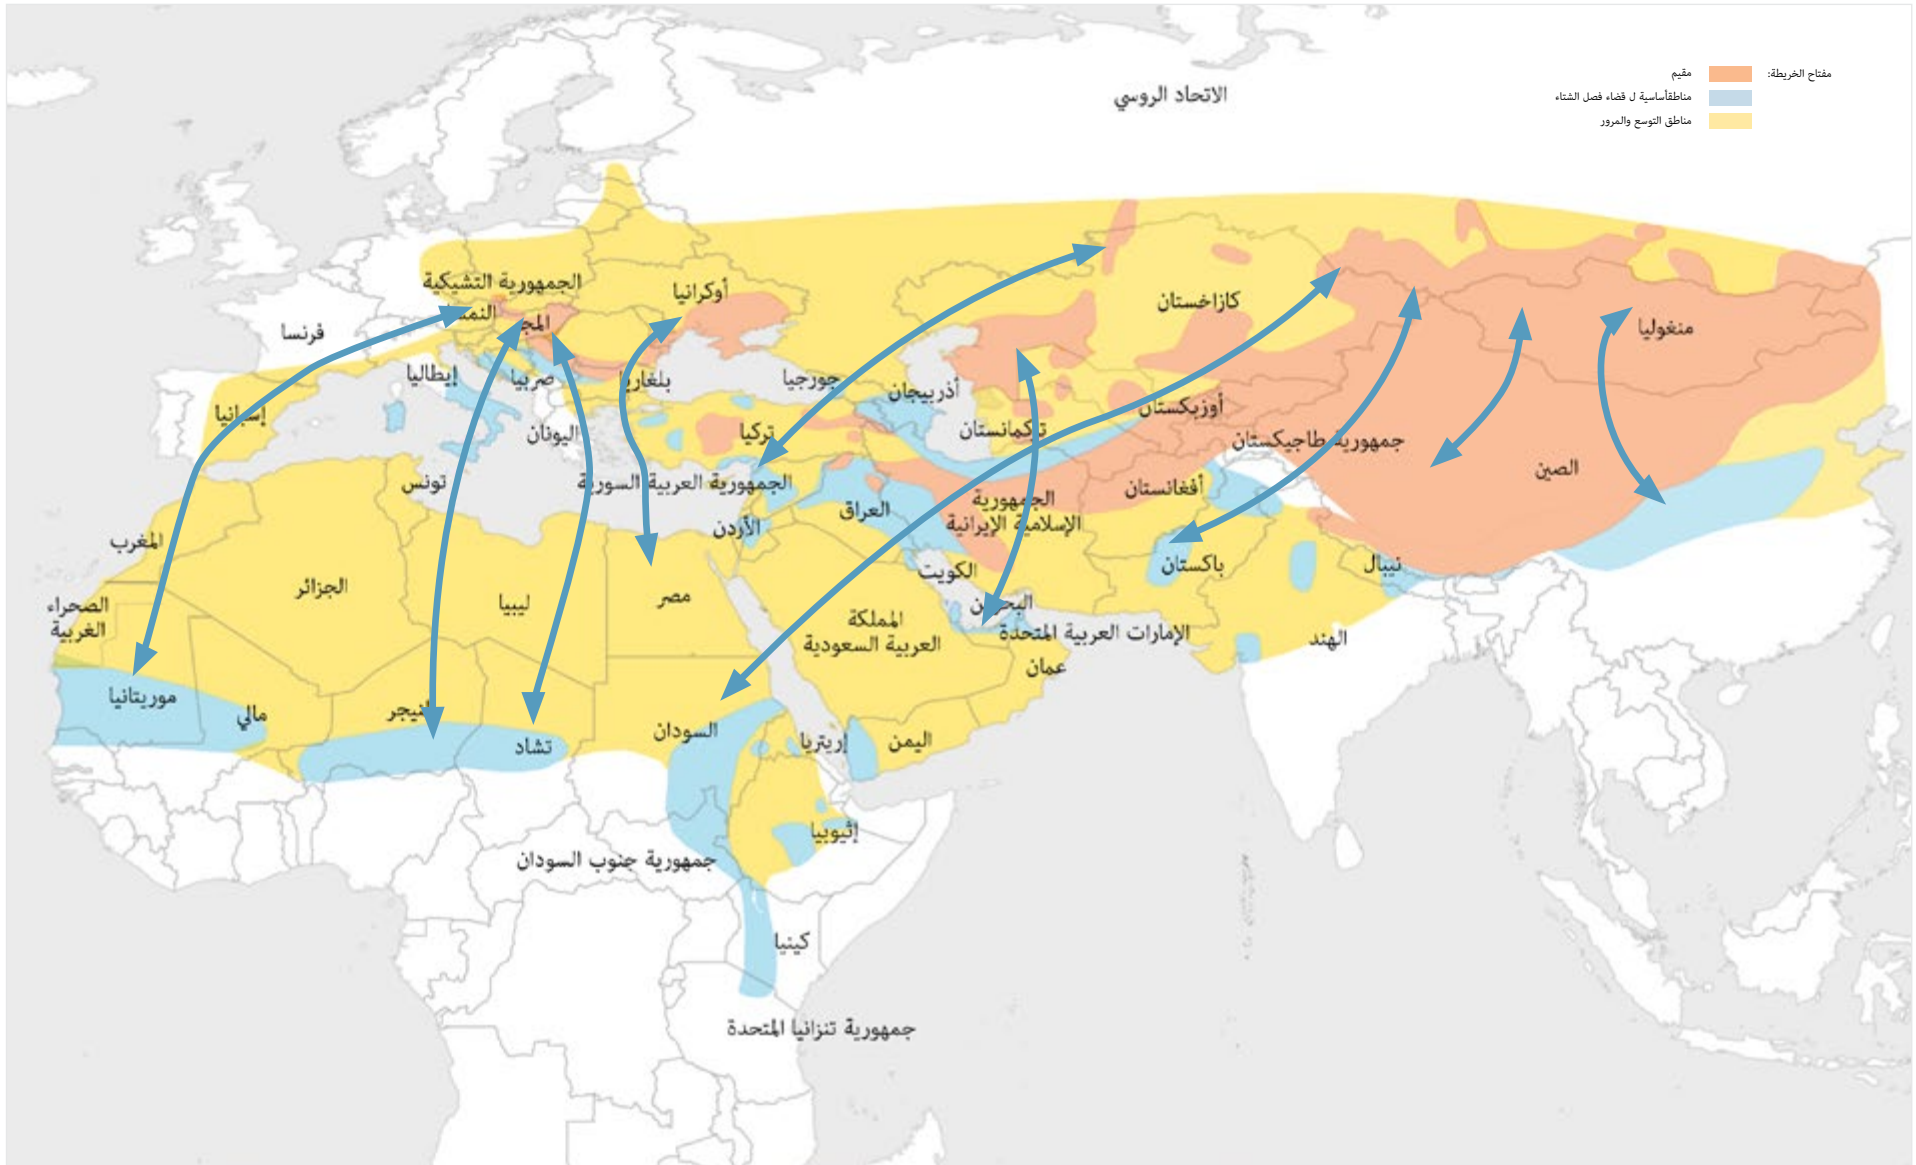 مفتاح الخريطة:
مقيم
مناطقأساسية ل قضاء فصل الشتاء
مناطق التوسع والمرور
الاتحاد الروسي
الجمهورية التشيكية
أوكرانيا
كازاخستان
النمسا
المجر
فرنسا
منغوليا
إيطاليا
صربيا
بلغاريا
جورجيا
أذربيجان
أوزبكستان
إسبانيا
اليونان
تركيا
تركمانستان
جمهورية طاجيكستان
الصين
تونس
الجمهورية العربية السورية
أفغانستان
الجمهورية
الإسلامية الإيرانية
العراق
الأردن
المغرب
الكويت
باكستان
نيبال
الجزائر
ليبيا
مصر
البحرين
الصحراء
الغربية
المملكة
العربية السعودية
الإمارات العربية المتحدة
الهند
عمان
موريتانيا
مالي
النيجر
تشاد
السودان
إريتريا
اليمن
إثيوبيا
جمهورية جنوب السودان
كينيا
جمهورية تنزانيا المتحدة